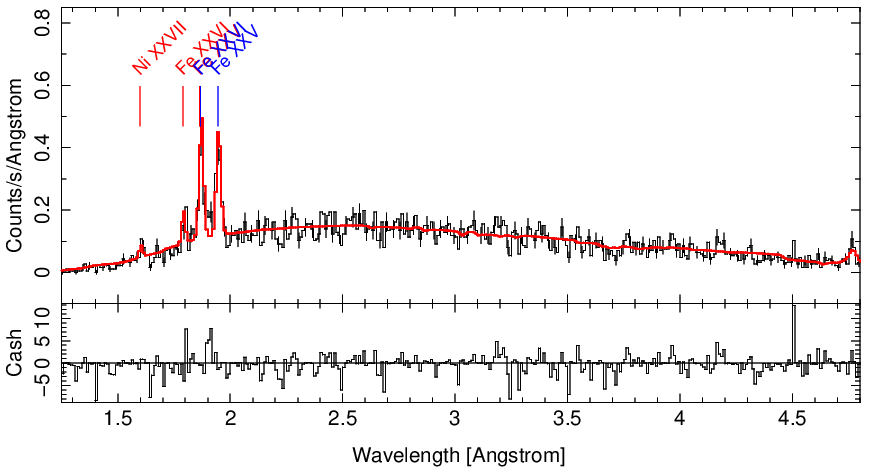 Ni XXVII
Fe XXVI
Fe XXVI
Fe XXV
Counts/s/Angstrom
0.8
0.6
0.4
0.2
0
Cash
10
5
0
−5
1.5 2 2.5 3 3.5 4 4.5
Wavelength [Angstrom]